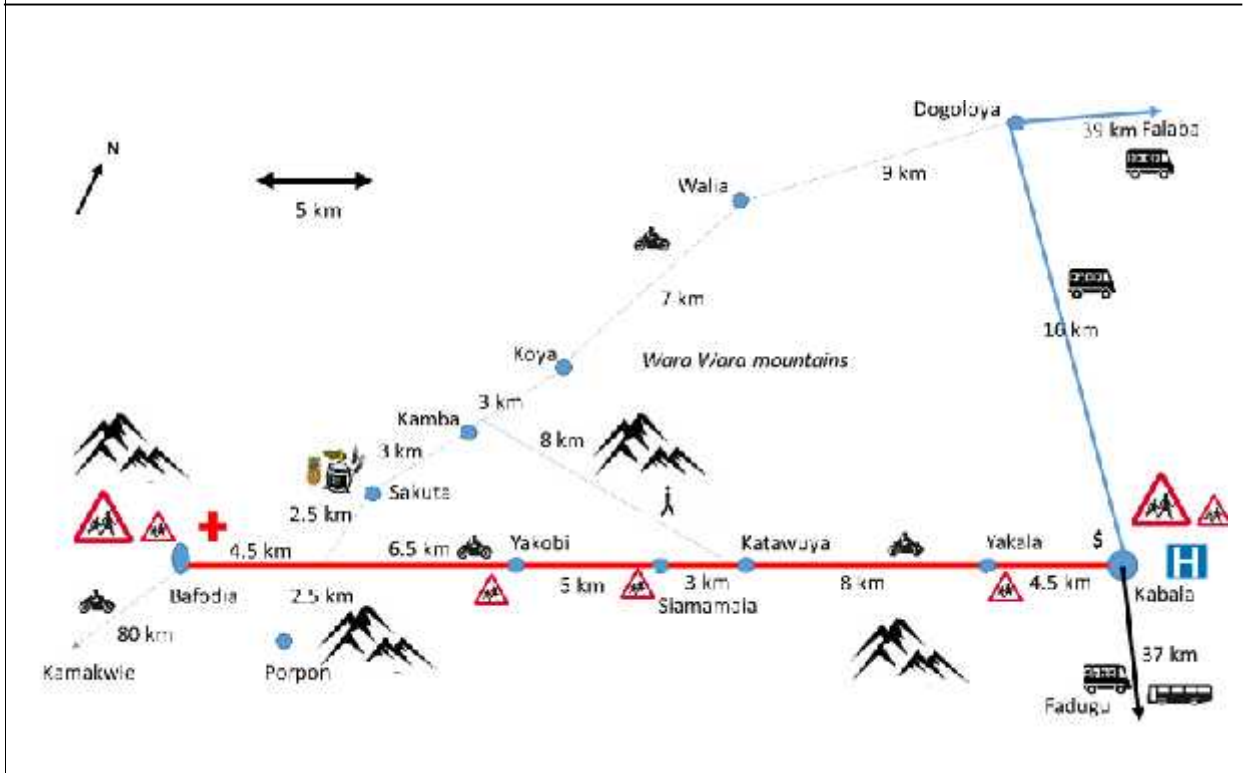 Dogoloya
N
39 km Falaba
Walia
9 km
5 km
7 km
Koya
Wara Wara mountains
16 km
3 km
Kamba
8 km
3 km
Sakuta
2.5 km
4.5 km
6.5 km
Yakobi
Katawuya
Yakala
$
H
Bafodia
2.5 km
5 km
3 km
8 km
4.5 km
Kabala
Siamamaia
80 km
Kamakwie
Porpon
37 km
Fadugu